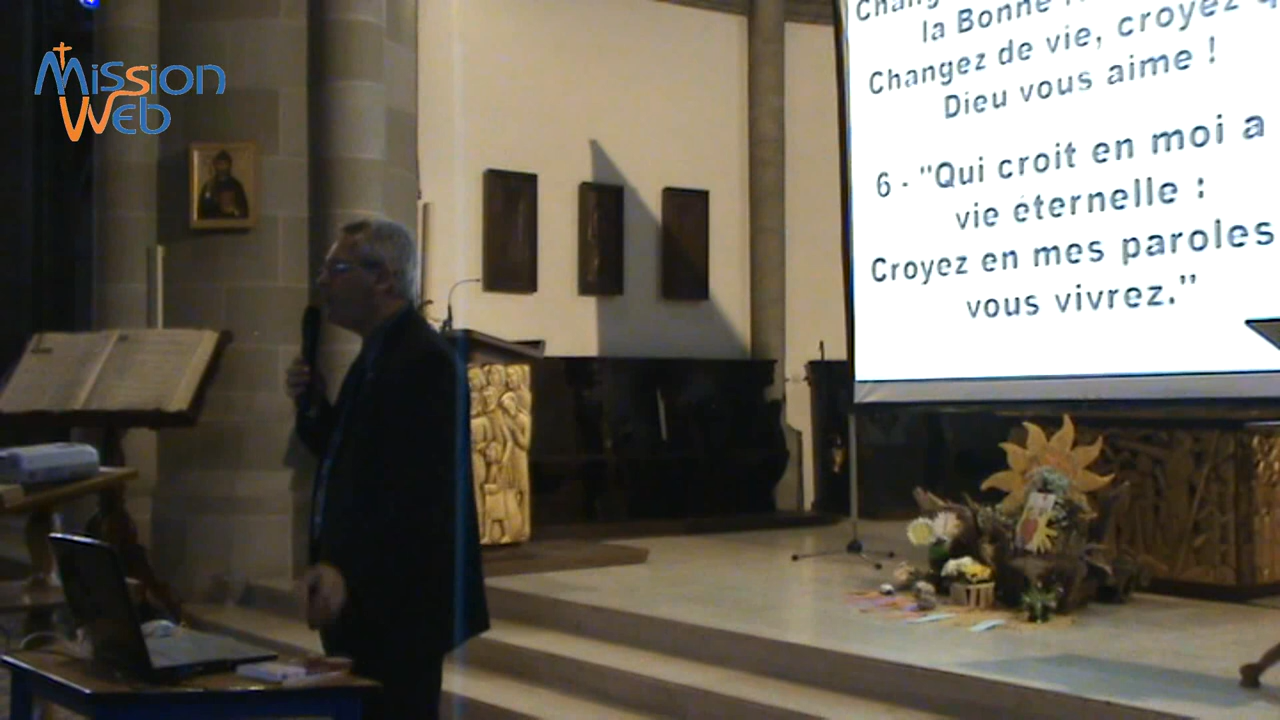 Mission
Web
la Bonne
Changez de vie, croyez
Dieu vous aime !
6 - "Qui croit en moi a
vie éternelle :
Croyez en mes paroles
vous vivrez."